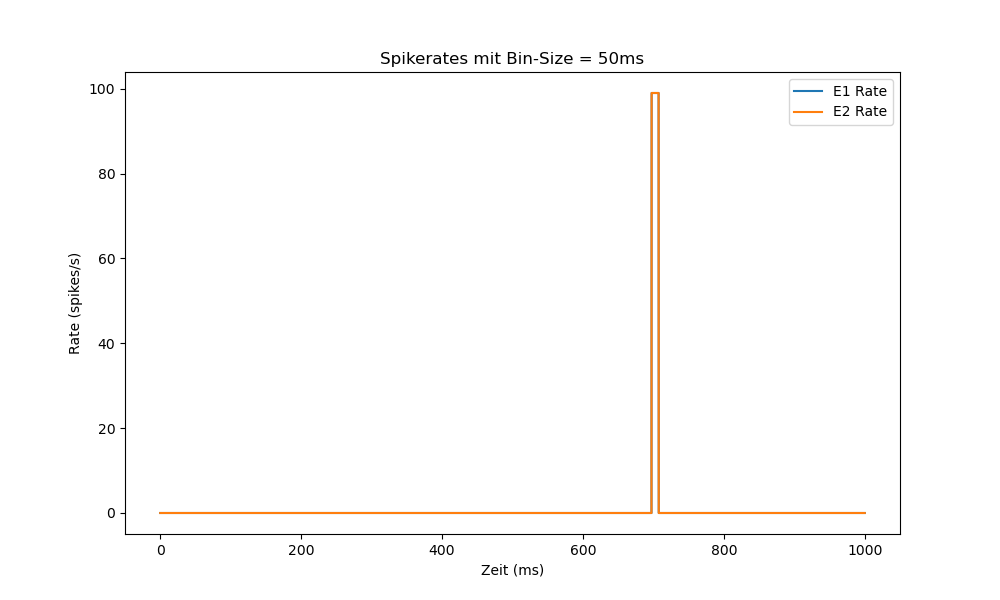 Spikerates mit Bin-Size = 50ms
E1 Rate
E2 Rate
100
80
60
40
20
0
Rate (spikes/s)
0 200 400 600 800 1000
Zeit (ms)